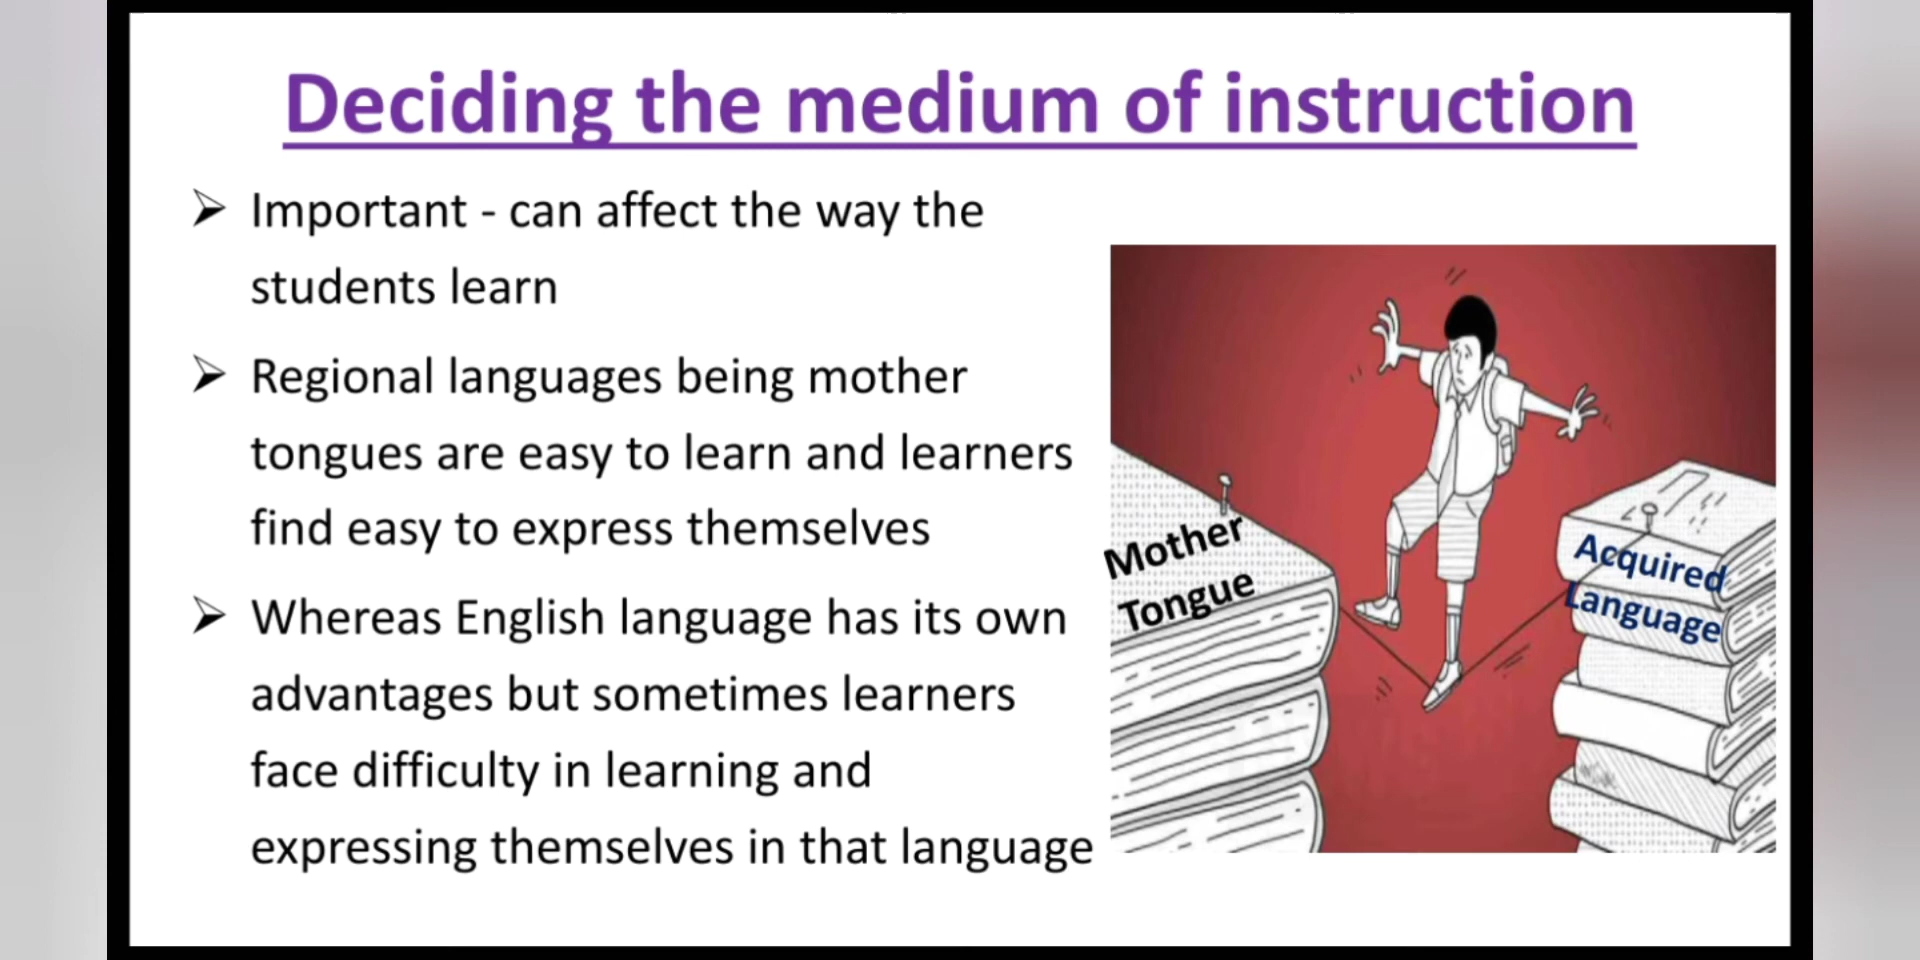 Deciding the medium of instruction
➢ Important - can affect the way the
students learn
➢ Regional languages being mother
tongues are easy to learn and learners
find easy to express themselves
➢ Whereas English language has its own
advantages but sometimes learners
face difficulty in learning and
expressing themselves in that language
Mother
Tongue
Acquired
Language